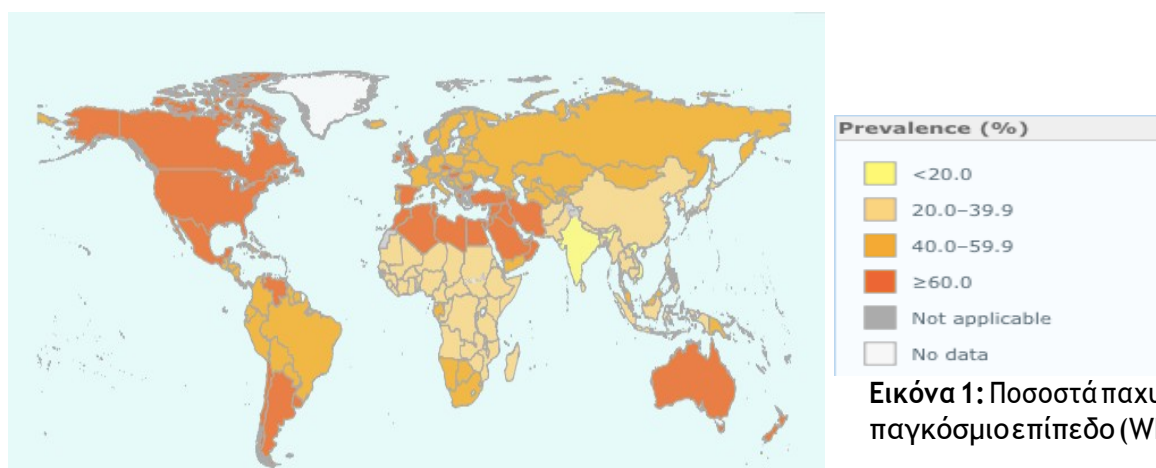 Prevalence (%)
<20.0
20.0–39.9
40.0–59.9
≥60.0
Not applicable
No data
Εικόνα 1: Ποσοστά
παγκόσμιο επίπεδο